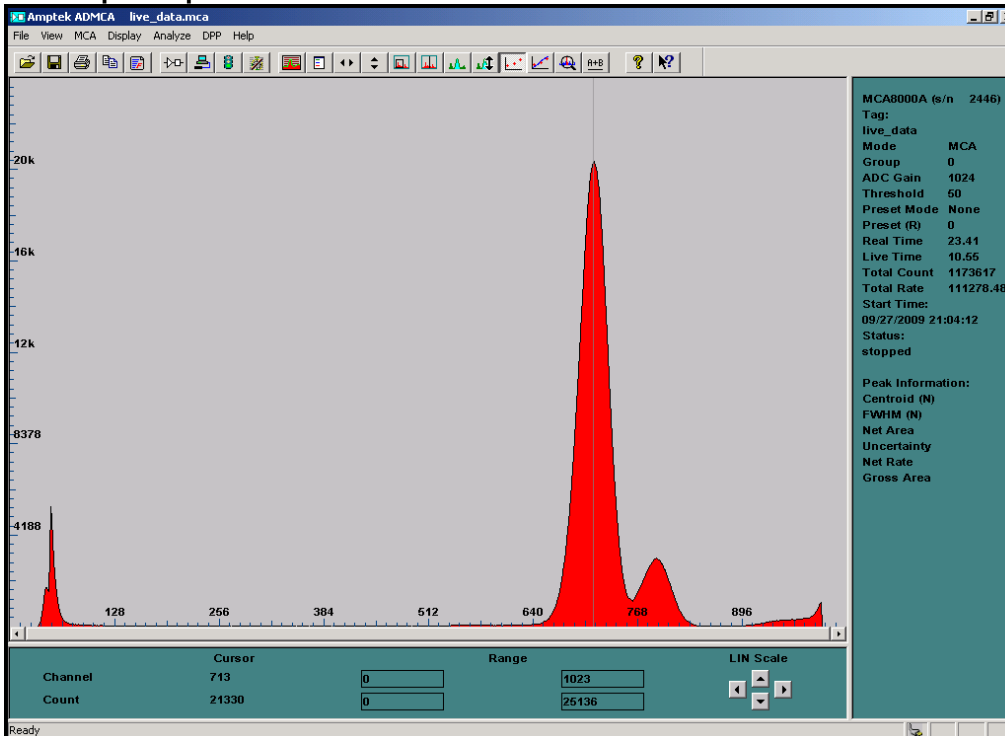 Amptek ADMCA live_data.mca
File View MCA Display Analyze DPP Help
A+B
20k
16k
12k
8378
4188
128 256 384 512 640 768 896
MCA8000A (s/n 2446)
Tag:
live_data
Mode MCA
Group 0
ADC Gain 1024
Threshold 50
Preset Mode None
Preset (R) 0
Real Time 23.41
Live Time 10.55
Total Count 1173617
Total Rate 111278.48
Start Time:
09/27/2009 21:04:12
Status:
stopped
Peak Information:
Centroid (N)
FWHM (N)
Net Area
Uncertainty
Net Rate
Gross Area
Cursor Range LIN Scale
Channel 713 0 1023
Count 21330 0 25136
Ready